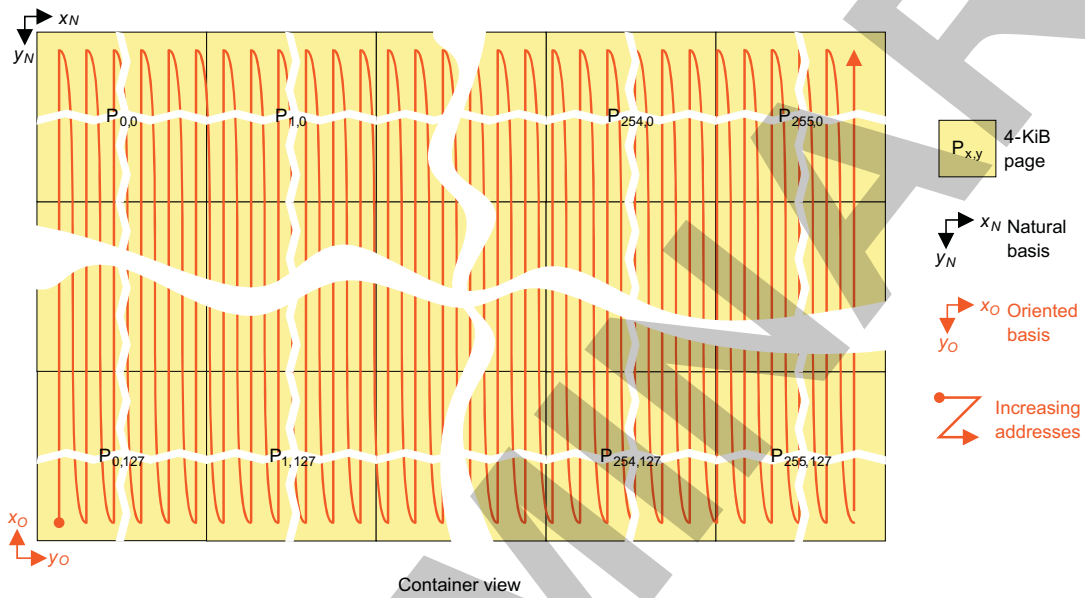 x_N
y_N
P_0,0
P_1,0
P_254,0
P_255,0
P_x,y
4-KiB
page
x_N Natural
y_N basis
x_O Oriented
y_O basis
Increasing
addresses
P_0,127
P_1,127
P_254,127
P_255,127
x_O
y_O
Container view